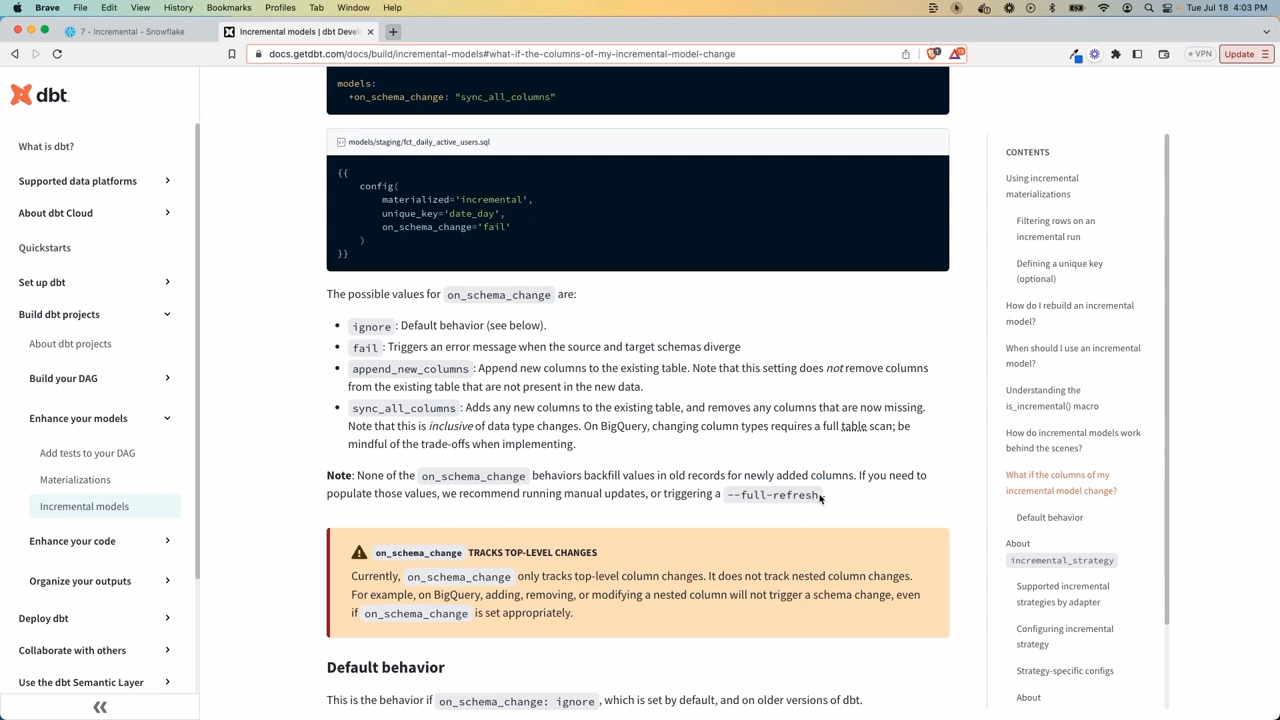 Brave File Edit View History Bookmarks Profiles Tab Window Help
Tue Jul 4 4:03 PM
7 - Incremental - Snowflake
Incremental models | dbt Deve
docs.getdbt.com/docs/build/incremental-models#what-if-the-columns-of-my-incremental-model-change
VPN
Update
dbt
What is dbt?
Supported data platforms
About dbt Cloud
Quickstarts
Set up dbt
Build dbt projects
About dbt projects
Build your DAG
Enhance your models
Add tests to your DAG
Materializations
Incremental models
Enhance your code
Organize your outputs
Deploy dbt
Collaborate with others
Use the dbt Semantic Layer
models:
+on_schema_change: "sync_all_columns"
models/staging/fct_daily_active_users.sql
{{
config(
materialized='incremental',
unique_key='date_day',
on_schema_change='fail'
)
}}
The possible values for on_schema_change are:
• ignore: Default behavior (see below).
• fail: Triggers an error message when the source and target schemas diverge
• append_new_columns: Append new columns to the existing table. Note that this setting does not remove columns
from the existing table that are not present in the new data.
• sync_all_columns: Adds any new columns to the existing table, and removes any columns that are now missing.
Note that this is inclusive of data type changes. On BigQuery, changing column types requires a full table scan; be
mindful of the trade-offs when implementing.
Note: None of the on_schema_change behaviors backfill values in old records for newly added columns. If you need to
populate those values, we recommend running manual updates, or triggering a --full-refresh.
on_schema_change TRACKS TOP-LEVEL CHANGES
Currently, on_schema_change only tracks top-level column changes. It does not track nested column changes.
For example, on BigQuery, adding, removing, or modifying a nested column will not trigger a schema change, even
if on_schema_change is set appropriately.
Default behavior
This is the behavior if on_schema_change: ignore, which is set by default, and on older versions of dbt.
CONTENTS
Using incremental
materializations
Filtering rows on an
incremental run
Defining a unique key
(optional)
How do I rebuild an incremental
model?
When should I use an incremental
model?
Understanding the
is_incremental() macro
How do incremental models work
behind the scenes?
What if the columns of my
incremental model change?
Default behavior
About
incremental_strategy
Supported incremental
strategies by adapter
Configuring incremental
strategy
Strategy-specific configs
About